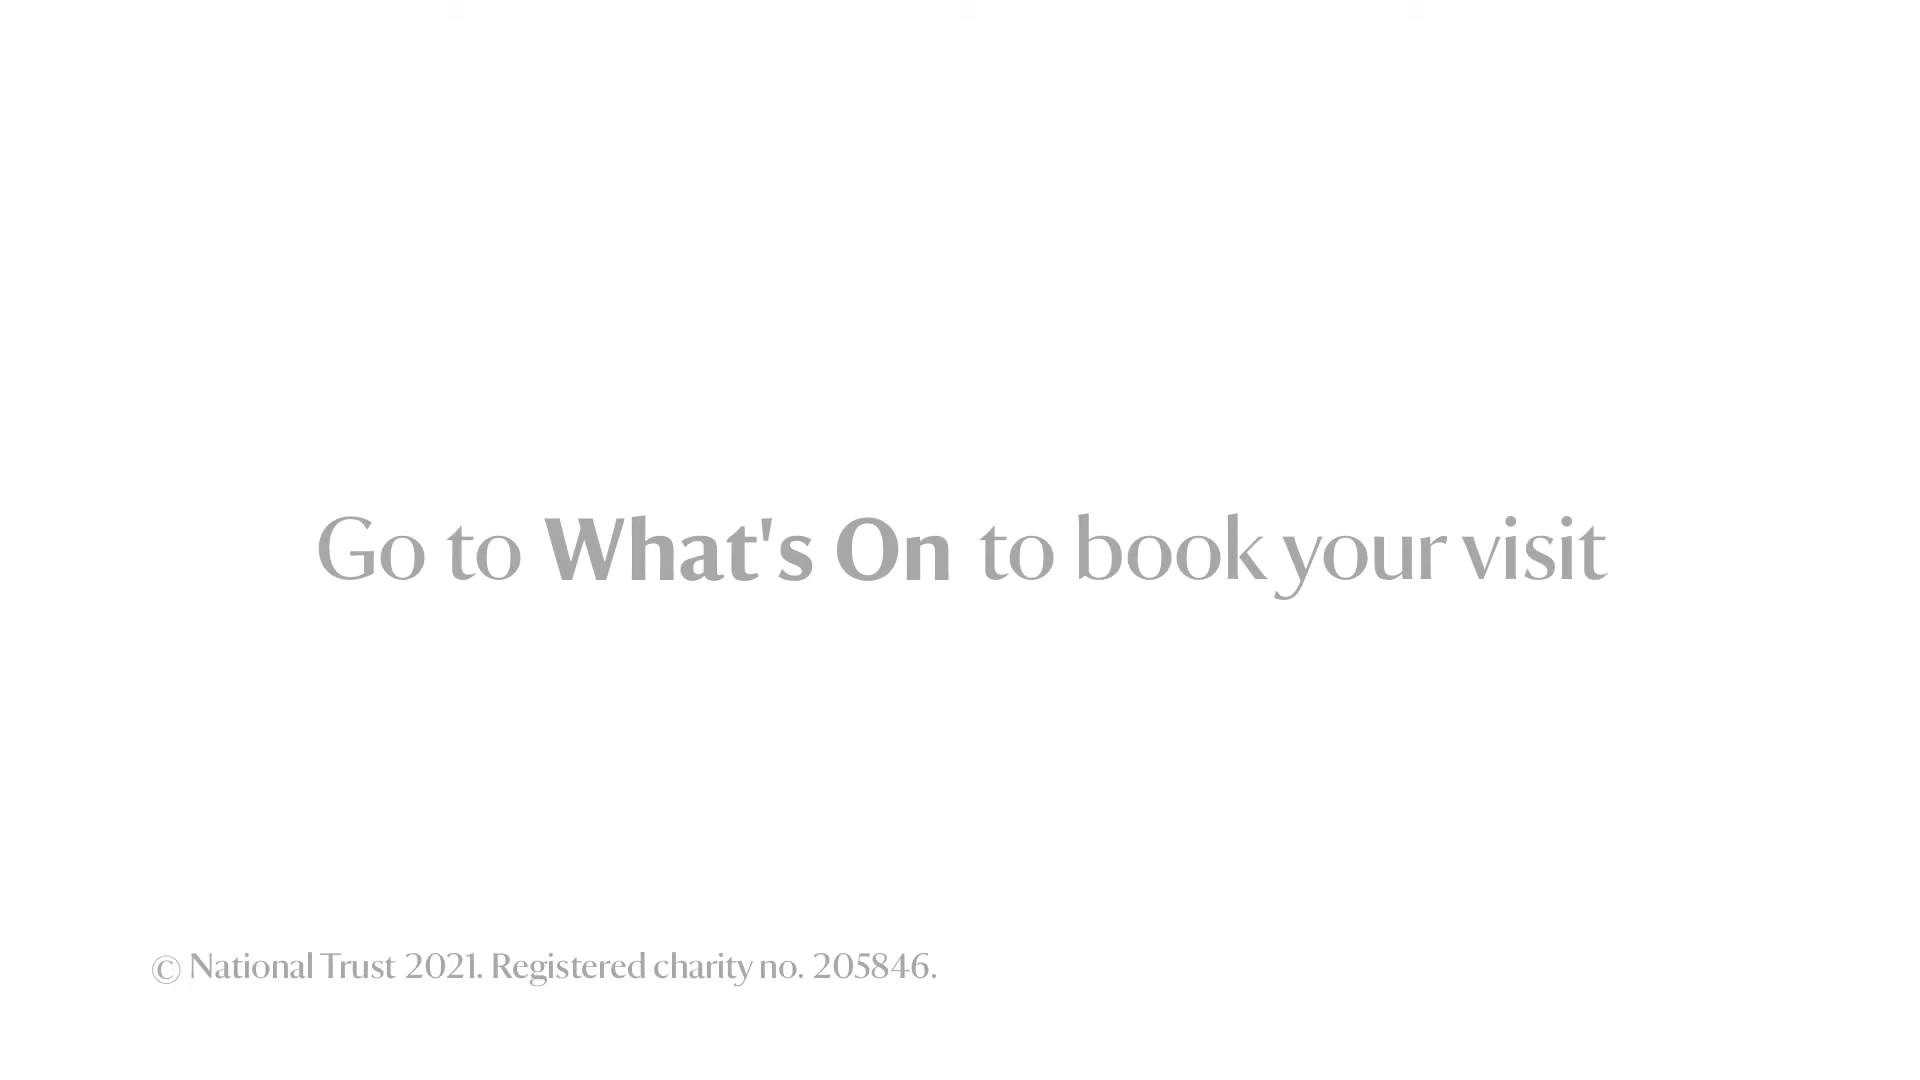 Go to What's On to book your visit
© National Trust 2021. Registered charity no. 205846.